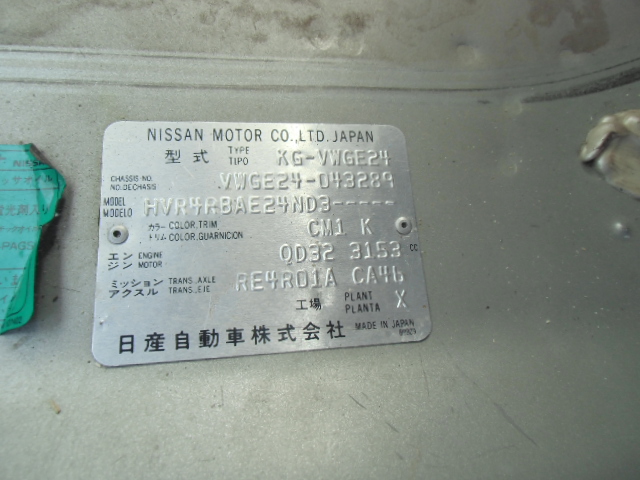 NISSAN MOTOR CO.,LTD. JAPAN
型式 TYPE TIPO KG-VWGE24
CHASSIS NO. NO.DECHASIS VWGE24-043289
MODEL MODELO HVR4RBAE24ND3-----
カラー COLOR,TRIM
トリム COLOR,GUARNICION CM1 K
エンジン ENGINE MOTOR QD32 3153 cc
ミッション TRANS.,AXLE
アクスル TRANS.,EJE RE4R01A CA46
工場 PLANT PLANTA X
日産自動車株式会社 MADE IN JAPAN
PAGS